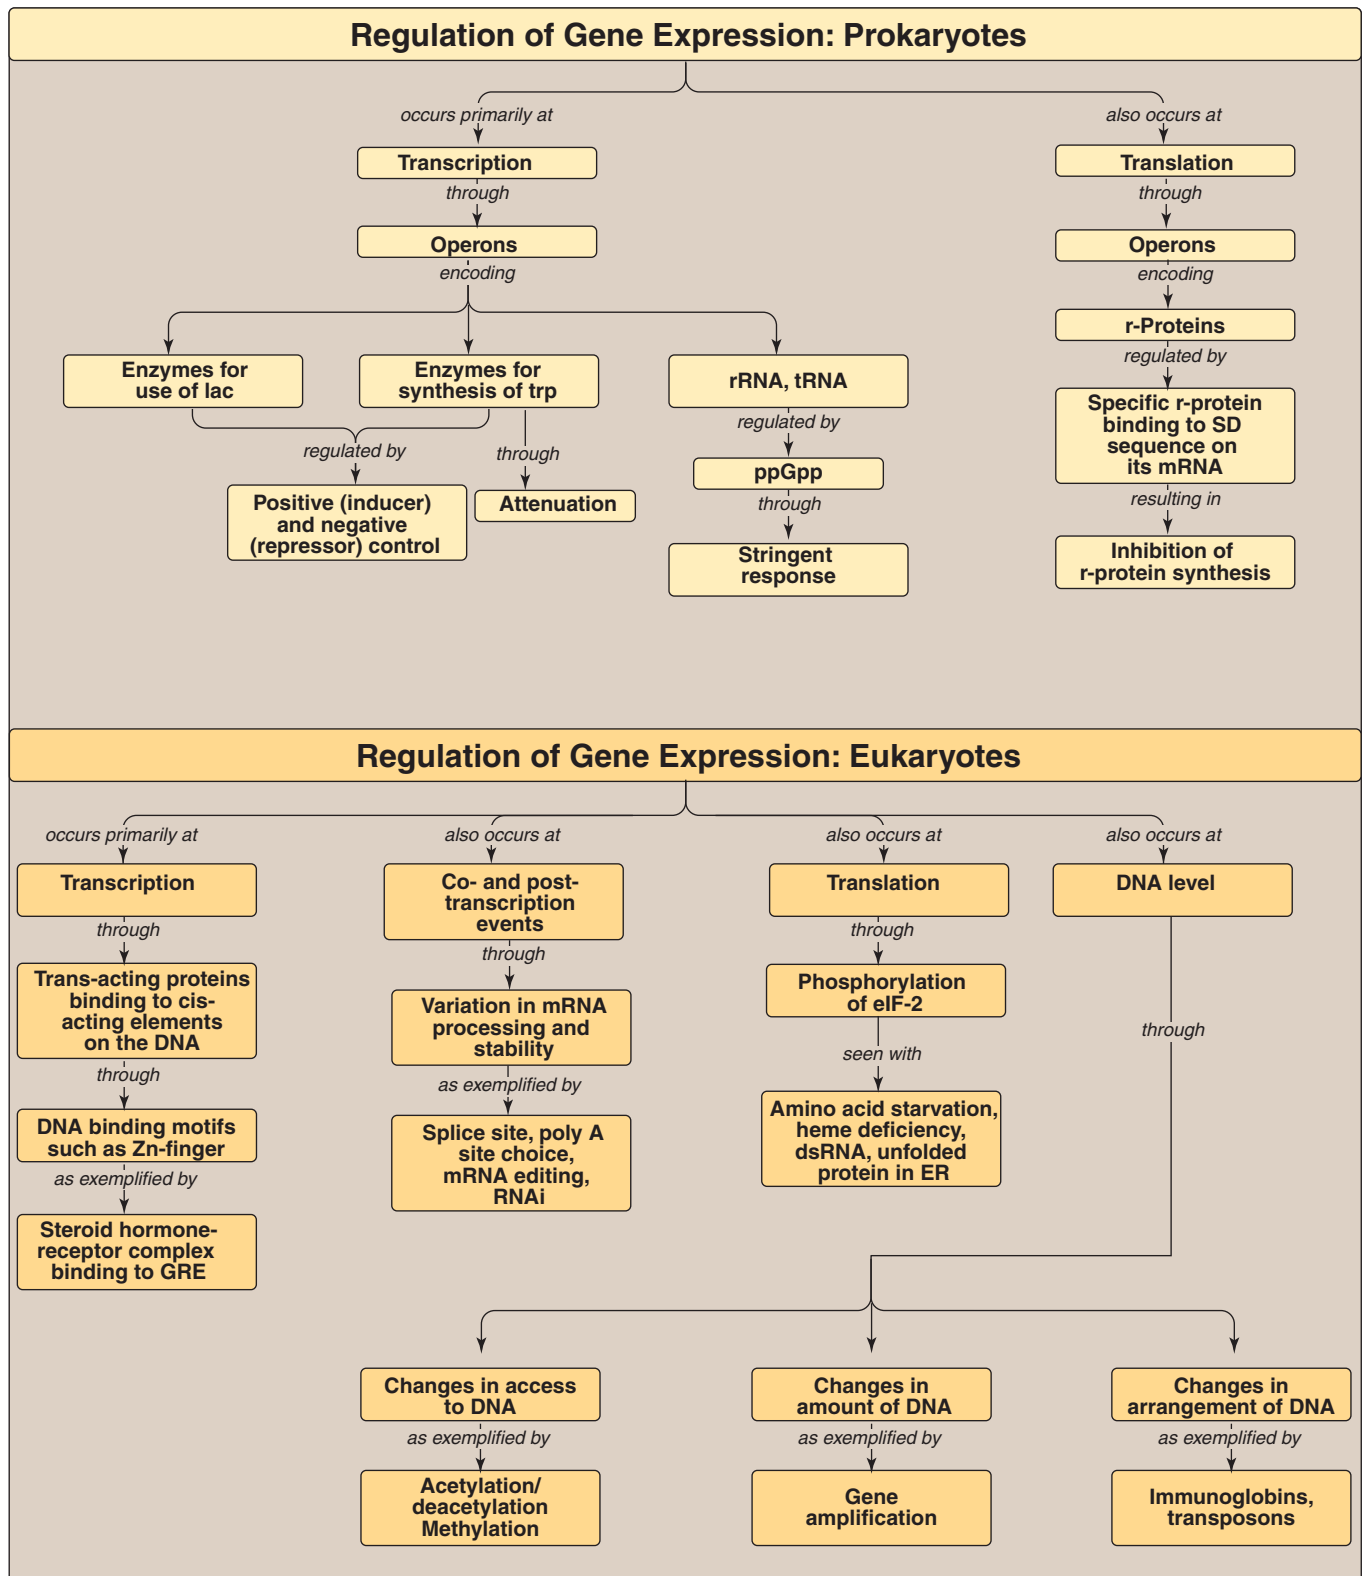 Regulation of Gene Expression: Prokaryotes
occurs primarily at
also occurs at
Transcription
Translation
through
through
Operons
Operons
encoding
encoding
r-Proteins
regulated by
Enzymes for
use of lac
Enzymes for
synthesis of trp
rRNA, tRNA
Specific r-protein
binding to SD
sequence on
its mRNA
regulated by
through
regulated by
ppGpp
through
Positive (inducer)
and negative
(repressor) control
Attenuation
resulting in
Stringent
response
Inhibition of
r-protein synthesis
Regulation of Gene Expression: Eukaryotes
occurs primarily at
also occurs at
also occurs at
also occurs at
Transcription
Co- and post-
transcription
events
Translation
DNA level
through
through
through
through
Trans-acting proteins
binding to cis-
acting elements
on the DNA
Variation in mRNA
processing and
stability
Phosphorylation
of eIF-2
through
as exemplified by
seen with
DNA binding motifs
such as Zn-finger
Splice site, poly A
site choice,
mRNA editing,
RNAi
Amino acid starvation,
heme deficiency,
dsRNA, unfolded
protein in ER
as exemplified by
Steroid hormone-
receptor complex
binding to GRE
Changes in access
to DNA
Changes in
amount of DNA
Changes in
arrangement of DNA
as exemplified by
as exemplified by
as exemplified by
Acetylation/
deacetylation
Methylation
Gene
amplification
Immunoglobins,
transposons